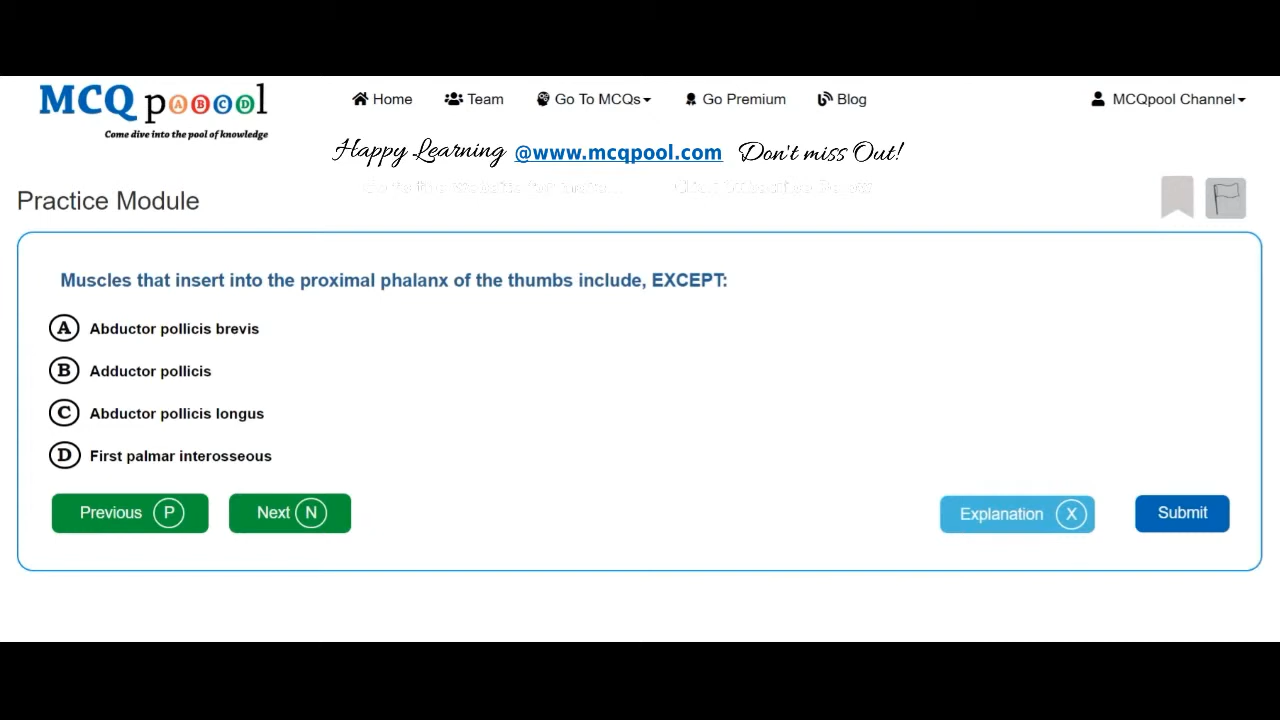 MCQ pABCDl
Come dive into the pool of knowledge
Home Team Go To MCQs Go Premium Blog MCQpool Channel
Happy Learning @www.mcqpool.com Don't miss Out!
Practice Module
Muscles that insert into the proximal phalanx of the thumbs include, EXCEPT:
A Abductor pollicis brevis
B Adductor pollicis
C Abductor pollicis longus
D First palmar interosseous
Previous P Next N Explanation X Submit